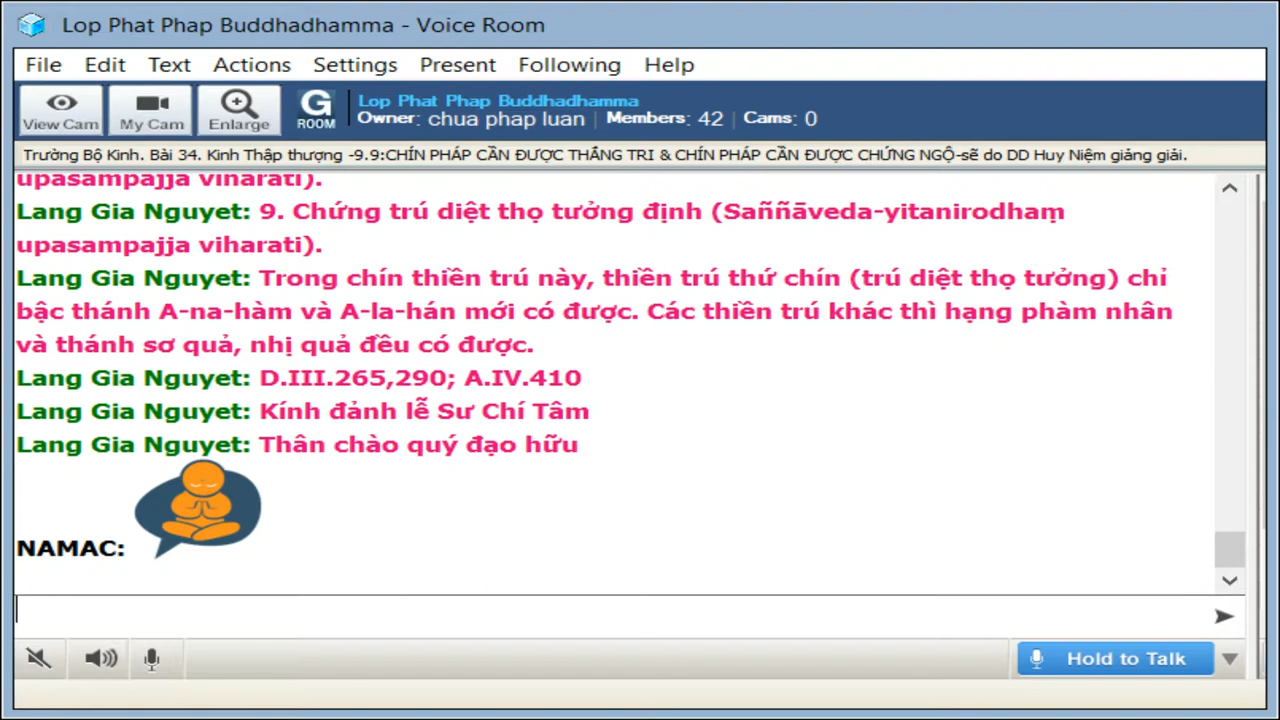 Lop Phat Phap Buddhadhamma - Voice Room
File Edit Text Actions Settings Present Following Help
View Cam My Cam Enlarge G ROOM
Lop Phat Phap Buddhadhamma
Owner: chua phap luan | Members: 42 | Cams: 0
Trường Bộ Kinh. Bài 34. Kinh Thập thượng -9.9:CHÍN PHÁP CẦN ĐƯỢC THẮNG TRI & CHÍN PHÁP CẦN ĐƯỢC CHỨNG NGỘ-sẽ do DD Huy Niệm giảng giải.
upasampajja viharati).
Lang Gia Nguyet: 9. Chứng trú diệt thọ tưởng định (Saññāveda-yitanirodhaṃ
upasampajja viharati).
Lang Gia Nguyet: Trong chín thiền trú này, thiền trú thứ chín (trú diệt thọ tưởng) chỉ
bậc thánh A-na-hàm và A-la-hán mới có được. Các thiền trú khác thì hạng phàm nhân
và thánh sơ quả, nhị quả đều có được.
Lang Gia Nguyet: D.III.265,290; A.IV.410
Lang Gia Nguyet: Kính đảnh lễ Sư Chí Tâm
Lang Gia Nguyet: Thân chào quý đạo hữu
NAMAC:
Hold to Talk